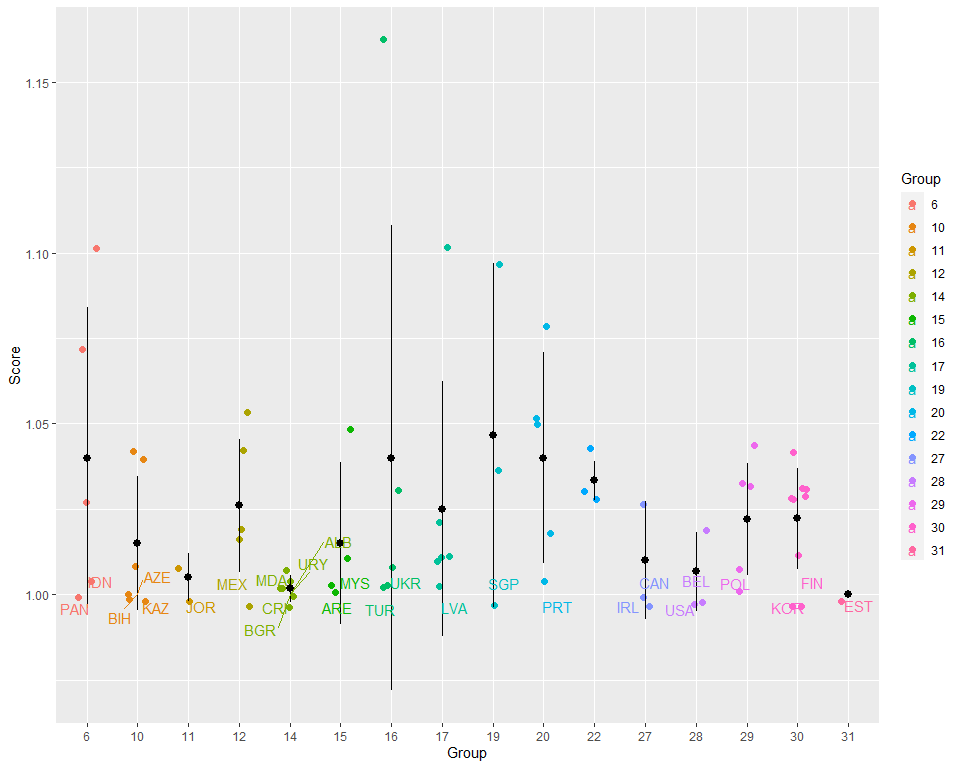 1.15
1.10
1.05
1.00
Score
IDN
PAN
AZE
BIH
KAZ
JOR
MEX
ALB
URY
MDA
CRI
BGR
MYS
ARE
UKR
TUR
LVA
SGP
PRT
CAN
IRL
BEL
USA
POL
FIN
KOR
EST
6 10 11 12 14 15 16 17 19 20 22 27 28 29 30 31
Group
Group
a 6
a 10
a 11
a 12
a 14
a 15
a 16
a 17
a 19
a 20
a 22
a 27
a 28
a 29
a 30
a 31